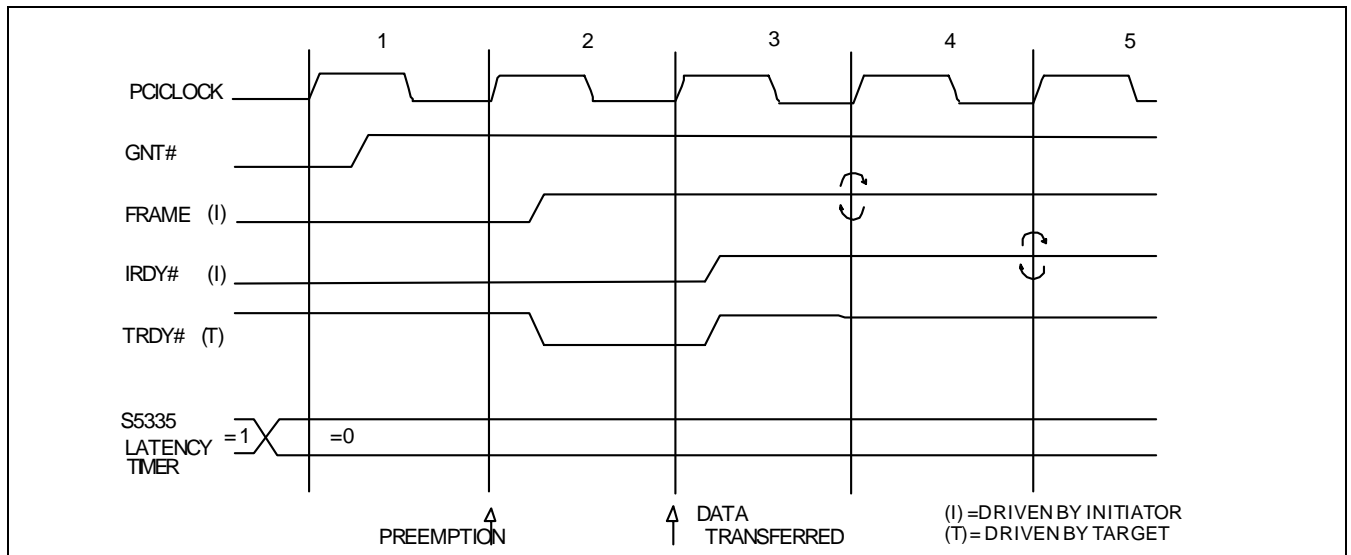 1 2 3 4 5
PCICLOCK
GNT#
FRAME (I)
IRDY# (I)
TRDY# (T)
S5335
LATENCY =1 =0
TIMER
PREEMPTION
DATA
TRANSFERRED
(I) =DRIVEN BY INITIATOR
(T)= DRIVEN BY TARGET